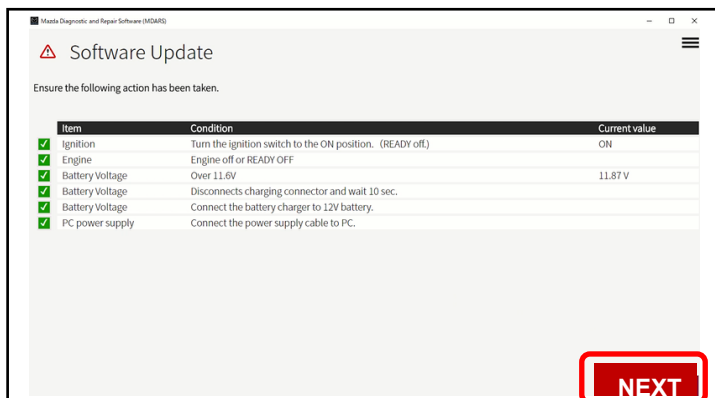 Mazda Diagnostic and Repair Software (MDARS)
Software Update
Ensure the following action has been taken.
Item Condition Current value
Ignition Turn the ignition switch to the ON position. (READY off.) ON
Engine Engine off or READY OFF
Battery Voltage Over 11.6V 11.87 V
Battery Voltage Disconnects charging connector and wait 10 sec.
Battery Voltage Connect the battery charger to 12V battery.
PC power supply Connect the power supply cable to PC.
NEXT